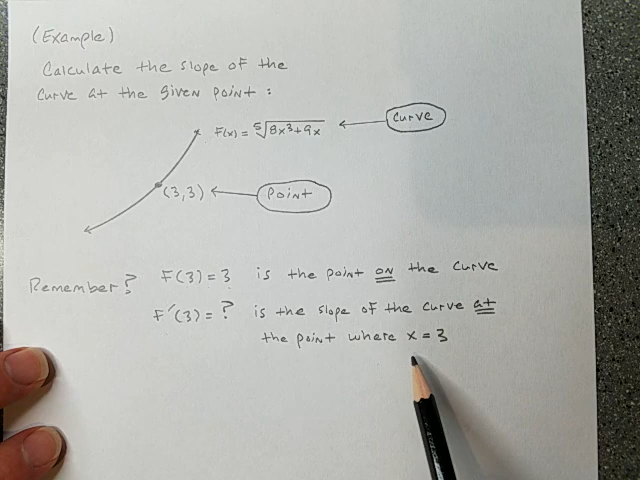 (Example)
Calculate the slope of the
curve at the given point :
F(x) = ⁵√8x³+9x
curve
(3,3)
point
Remember? F(3) = 3 is the point on the curve
F'(3) = ? is the slope of the curve at
the point where x = 3